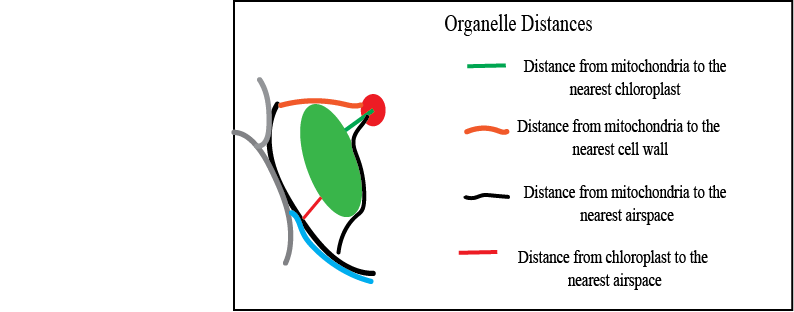 Organelle Distances
Distance from mitochondria to the
nearest chloroplast
Distance from mitochondria to the
nearest cell wall
Distance from mitochondria to the
nearest airspace
Distance from chloroplast to the
nearest airspace